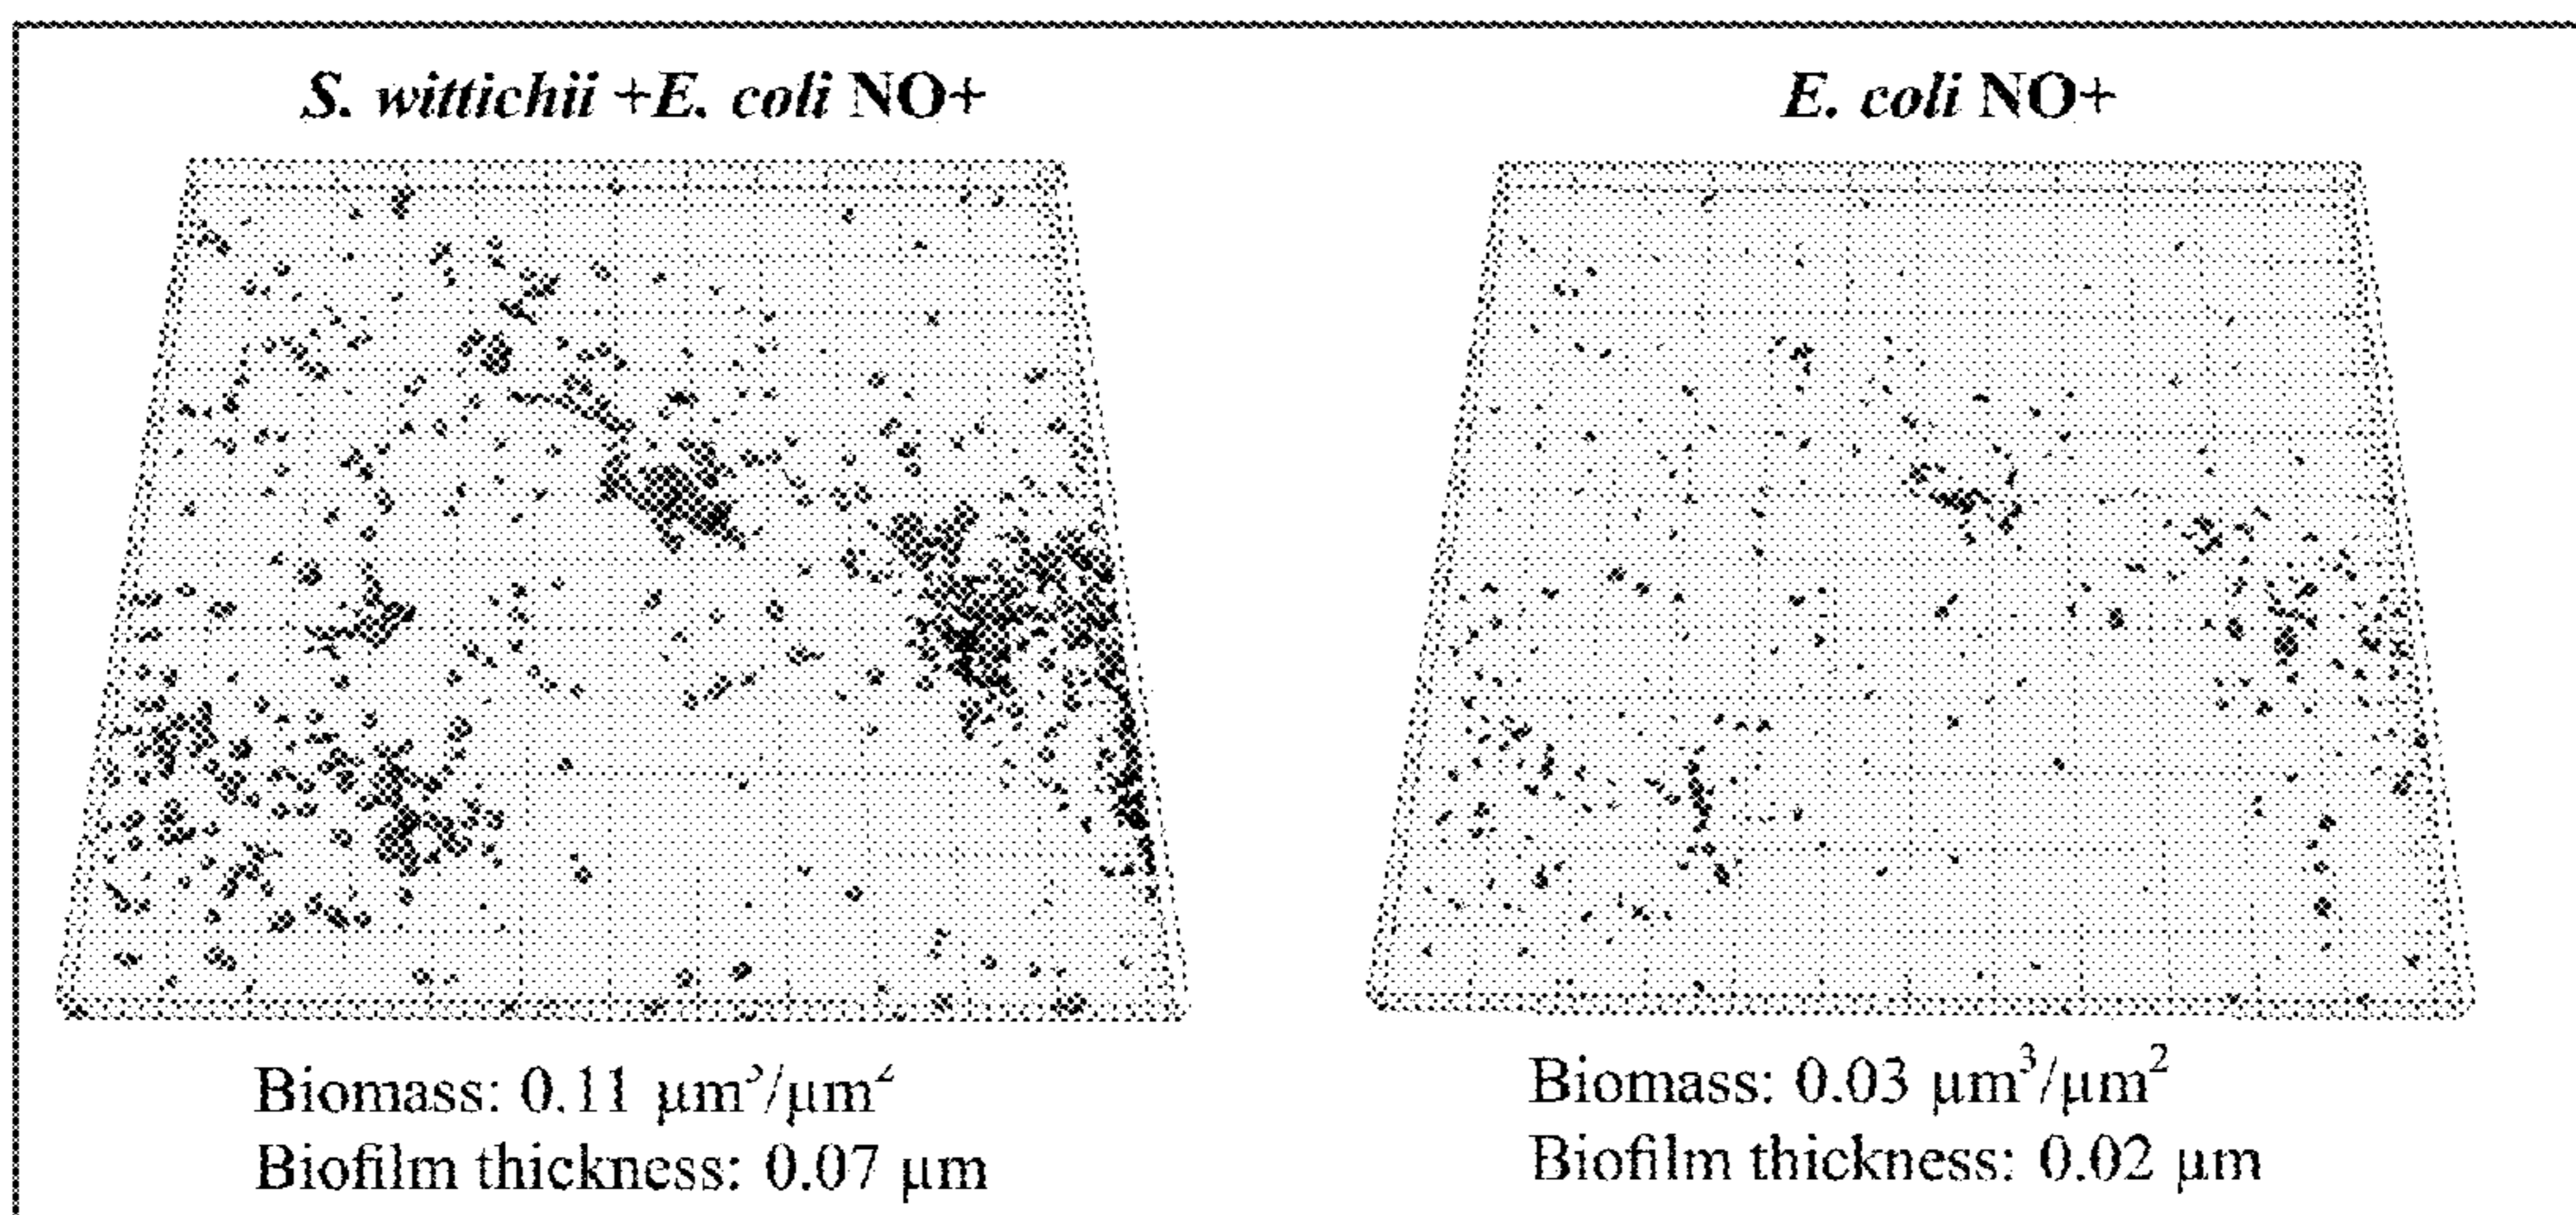 S. wittichii +E. coli NO+
E. coli NO+
Biomass: 0.11 μm³/μm²
Biofilm thickness: 0.07 μm
Biomass: 0.03 μm³/μm²
Biofilm thickness: 0.02 μm